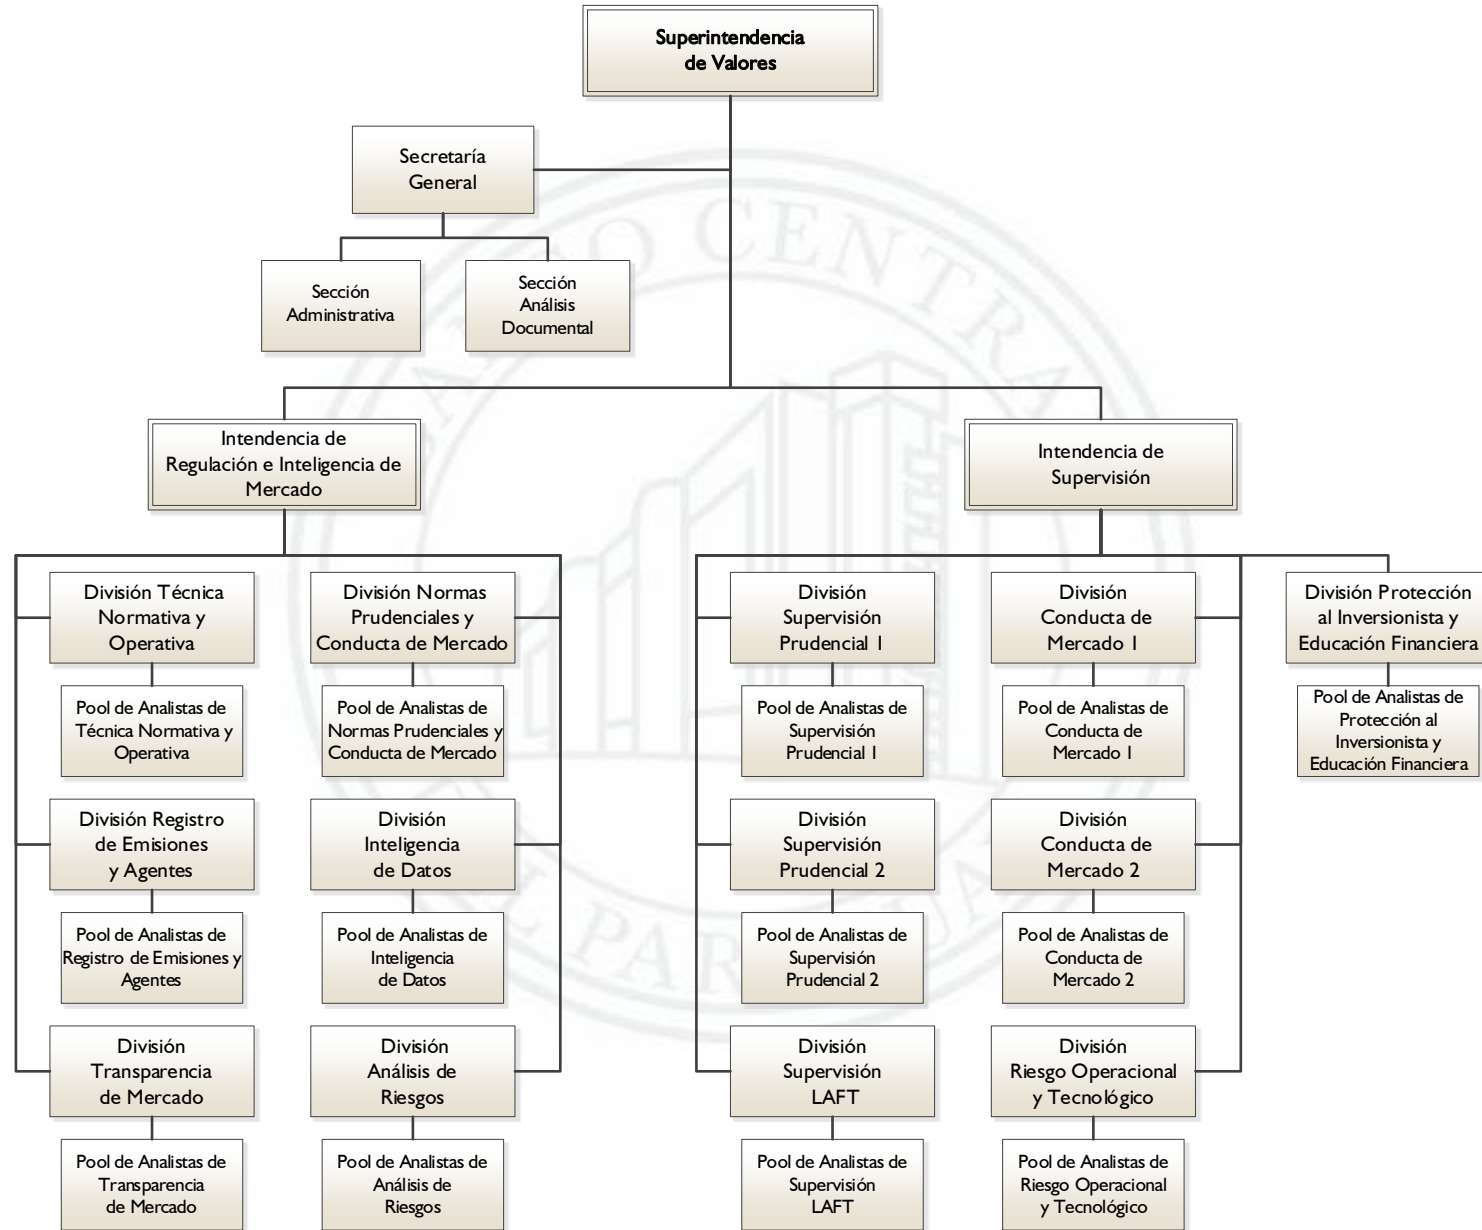 Superintendencia
de Valores
Secretaría
General
Sección
Administrativa
Sección
Análisis
Documental
Intendencia de
Regulación e Inteligencia de
Mercado
Intendencia de
Supervisión
División Técnica
Normativa y
Operativa
División Normas
Prudenciales y
Conducta de Mercado
División
Supervisión
Prudencial 1
División
Conducta de
Mercado 1
División Protección
al Inversionista y
Educación Financiera
Pool de Analistas de
Técnica Normativa y
Operativa
Pool de Analistas de
Normas Prudenciales y
Conducta de Mercado
Pool de Analistas de
Supervisión
Prudencial 1
Pool de Analistas de
Conducta de
Mercado 1
Pool de Analistas de
Protección al
Inversionista y
Educación Financiera
División Registro
de Emisiones
y Agentes
División
Inteligencia
de Datos
División
Supervisión
Prudencial 2
División
Conducta de
Mercado 2
Pool de Analistas de
Registro de Emisiones y
Agentes
Pool de Analistas de
Inteligencia
de Datos
Pool de Analistas de
Supervisión
Prudencial 2
Pool de Analistas de
Conducta de
Mercado 2
División
Transparencia
de Mercado
División
Análisis de
Riesgos
División
Supervisión
LAFT
División
Riesgo Operacional
y Tecnológico
Pool de Analistas de
Transparencia
de Mercado
Pool de Analistas de
Análisis de
Riesgos
Pool de Analistas de
Supervisión
LAFT
Pool de Analistas de
Riesgo Operacional
y Tecnológico